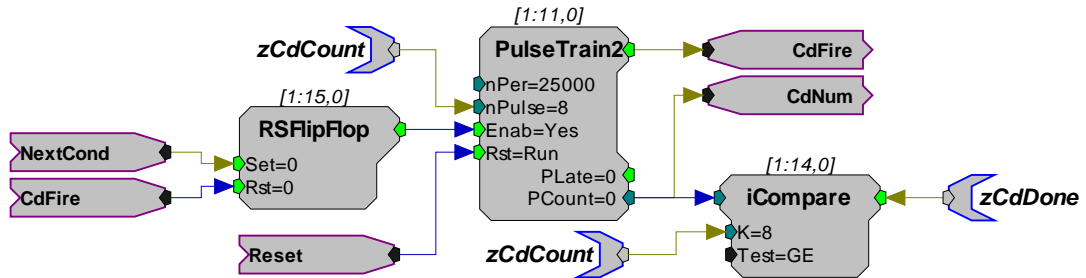 [1:11,0]
zCdCount
PulseTrain2
CdFire
nPer=25000
CdNum
[1:15,0]
nPulse=8
RSFlipFlop
Enab=Yes
NextCond
Rst=Run
[1:14,0]
Set=0
PLate=0
CdFire
Rst=0
PCount=0
iCompare
zCdDone
K=8
Reset
zCdCount
Test=GE